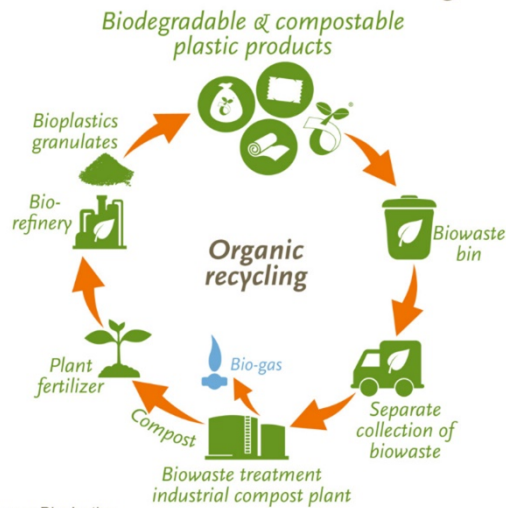 Biodegradable & compostable
plastic products
Bioplastics
granulates
Bio-
refinery
Biowaste
bin
Organic
recycling
Bio-gas
Plant
fertilizer
Compost
Separate
collection of
biowaste
Biowaste treatment
industrial compost plant